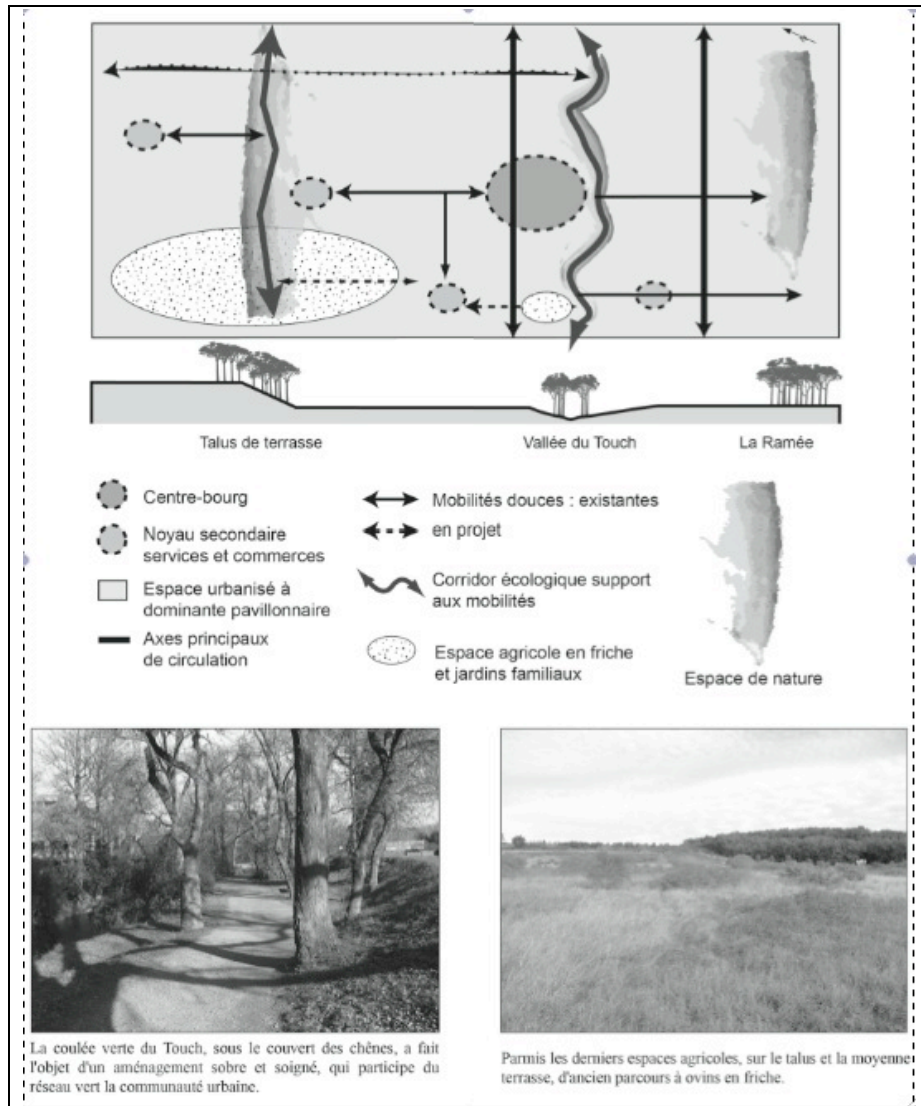 Talus de terrasse
Vallée du Touch
La Ramée
Centre-bourg
Noyau secondaire
services et commerces
Espace urbanisé à
dominante pavillonnaire
Axes principaux
de circulation
Mobilités douces : existantes
en projet
Corridor écologique support
aux mobilités
Espace agricole en friche
et jardins familiaux
Espace de nature
La coulée verte du Touch, sous le couvert des chênes, a fait
l'objet d'un aménagement sobre et soigné, qui participe du
réseau vert la communauté urbaine.
Parmis les derniers espaces agricoles, sur le talus et la moyenne
terrasse, d'ancien parcours à ovins en friche.